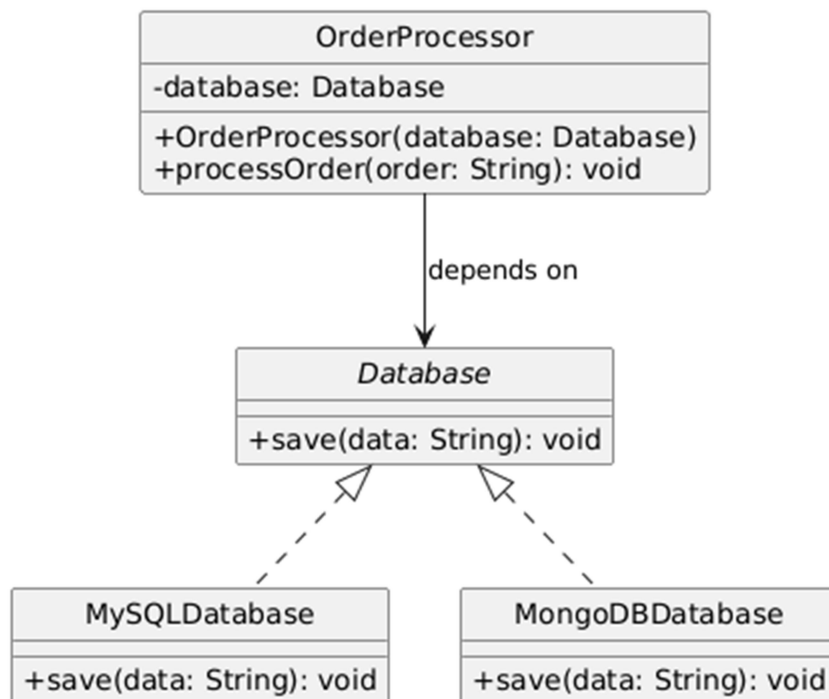 OrderProcessor
-database: Database
+OrderProcessor(database: Database)
+processOrder(order: String): void
depends on
Database
+save(data: String): void
MySQLDatabase
+save(data: String): void
MongoDBDatabase
+save(data: String): void